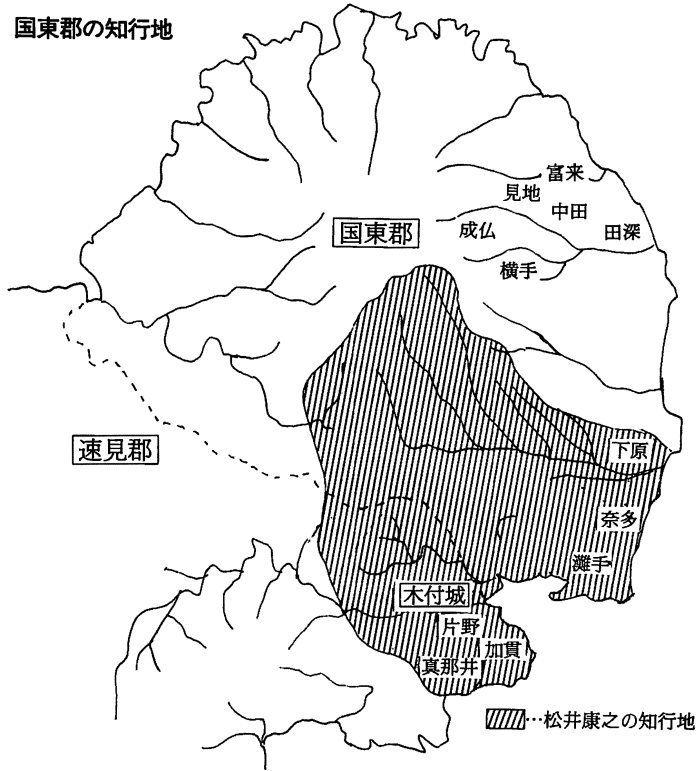 国東郡の知行地
富来
見地
中田
成仏
田深
国東郡
横手
速見郡
下原
奈多
灘手
木付城
片野
加貫
真那井
…松井康之の知行地